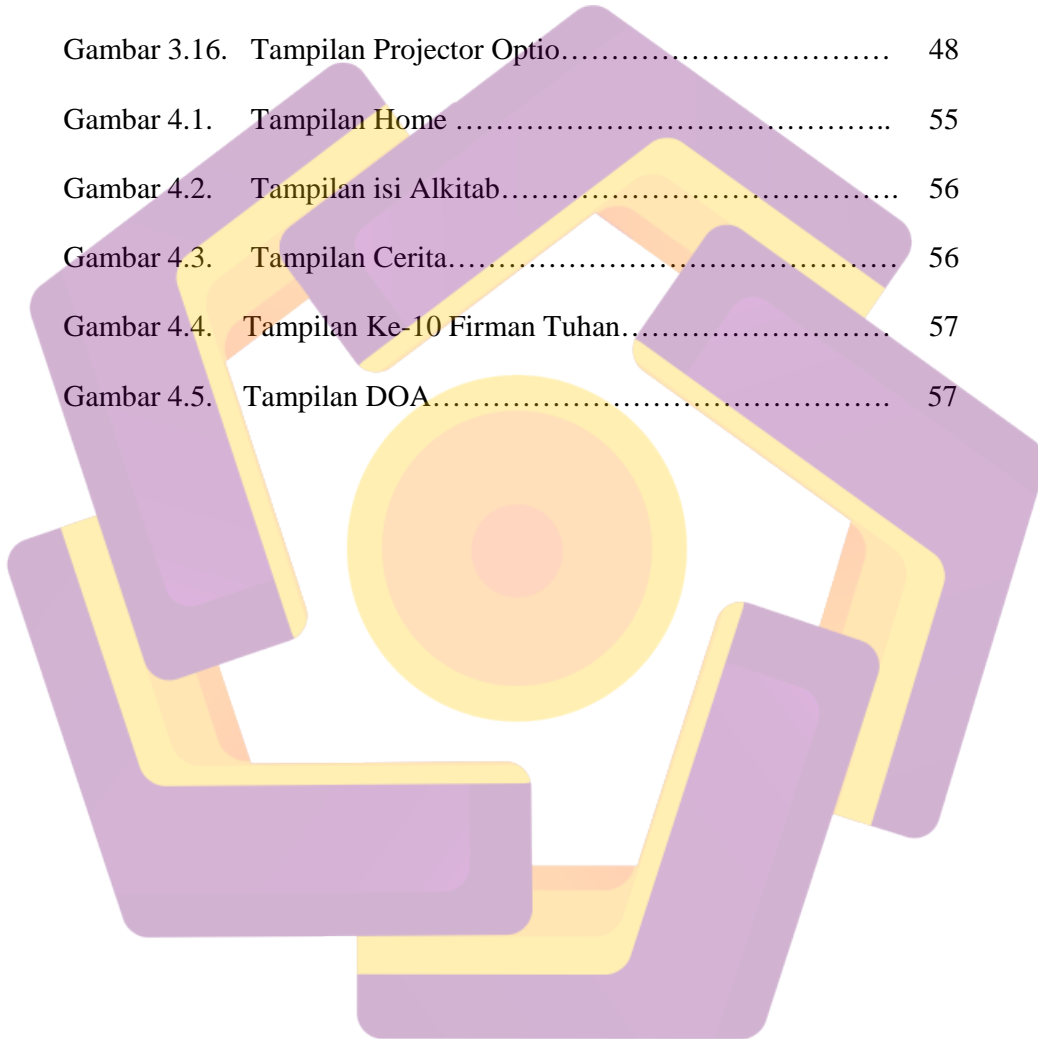 Gambar 3.16. Tampilan Projector Optio…………………………… 48
Gambar 4.1. Tampilan Home …………………………………….. 55
Gambar 4.2. Tampilan isi Alkitab…………………………………. 56
Gambar 4.3. Tampilan Cerita……………………………………… 56
Gambar 4.4. Tampilan Ke-10 Firman Tuhan……………………… 57
Gambar 4.5. Tampilan DOA………………………………………. 57